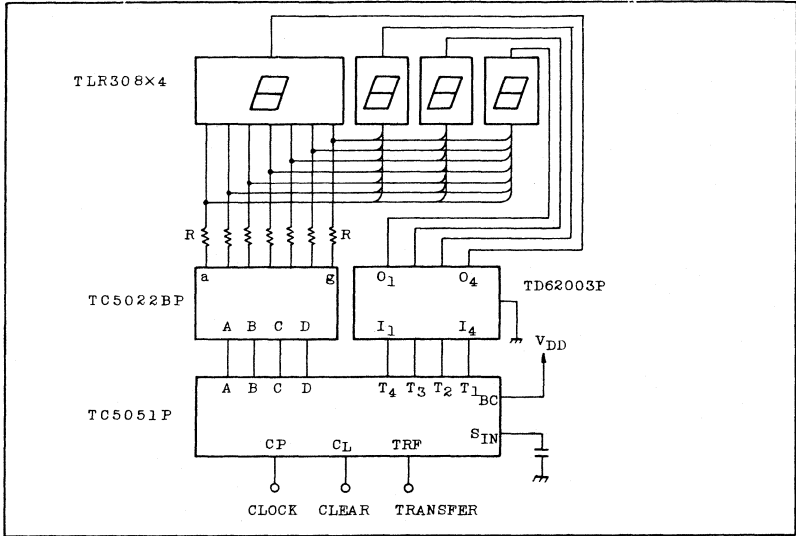 TLR308×4
R R
a g
TC5022BP
A B C D
O1 O4
TD62003P
I1 I4
VDD
A B C D T4 T3 T2 T1 BC
TC5051P
SIN
CP CL TRF
CLOCK CLEAR TRANSFER